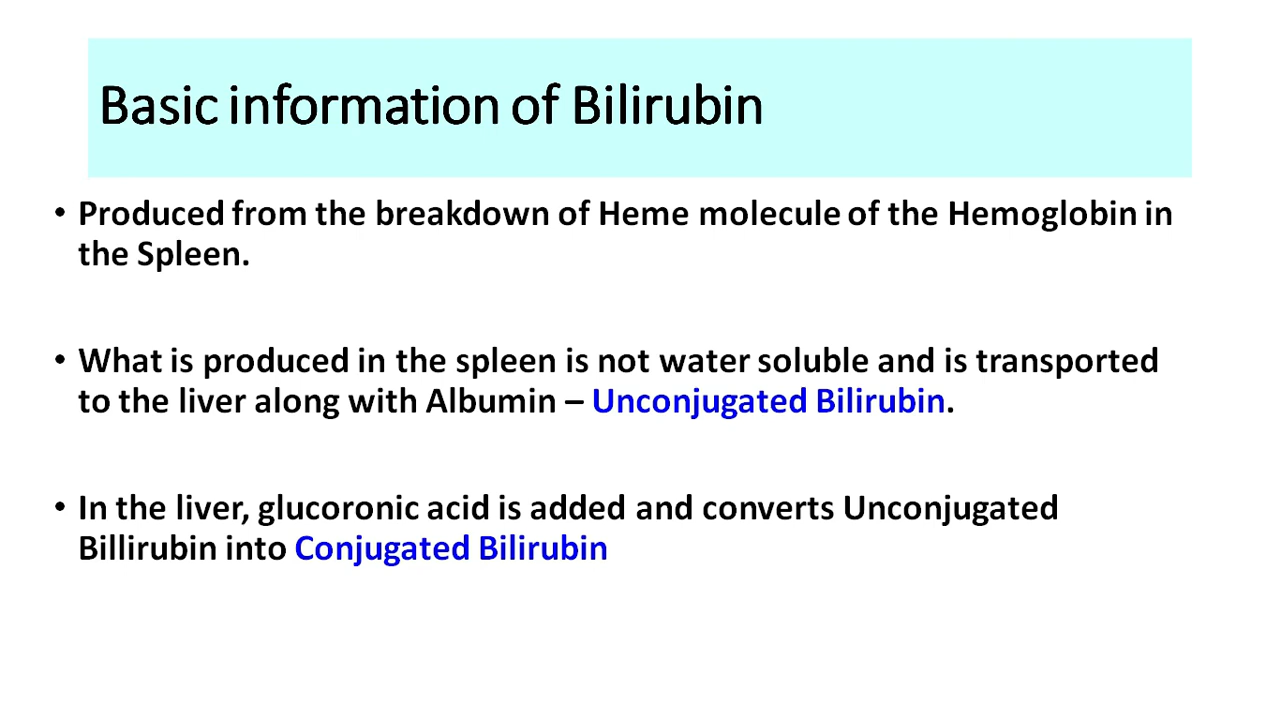 Basic information of Bilirubin
• Produced from the breakdown of Heme molecule of the Hemoglobin in
the Spleen.
• What is produced in the spleen is not water soluble and is transported
to the liver along with Albumin – Unconjugated Bilirubin.
• In the liver, glucoronic acid is added and converts Unconjugated
Billirubin into Conjugated Bilirubin